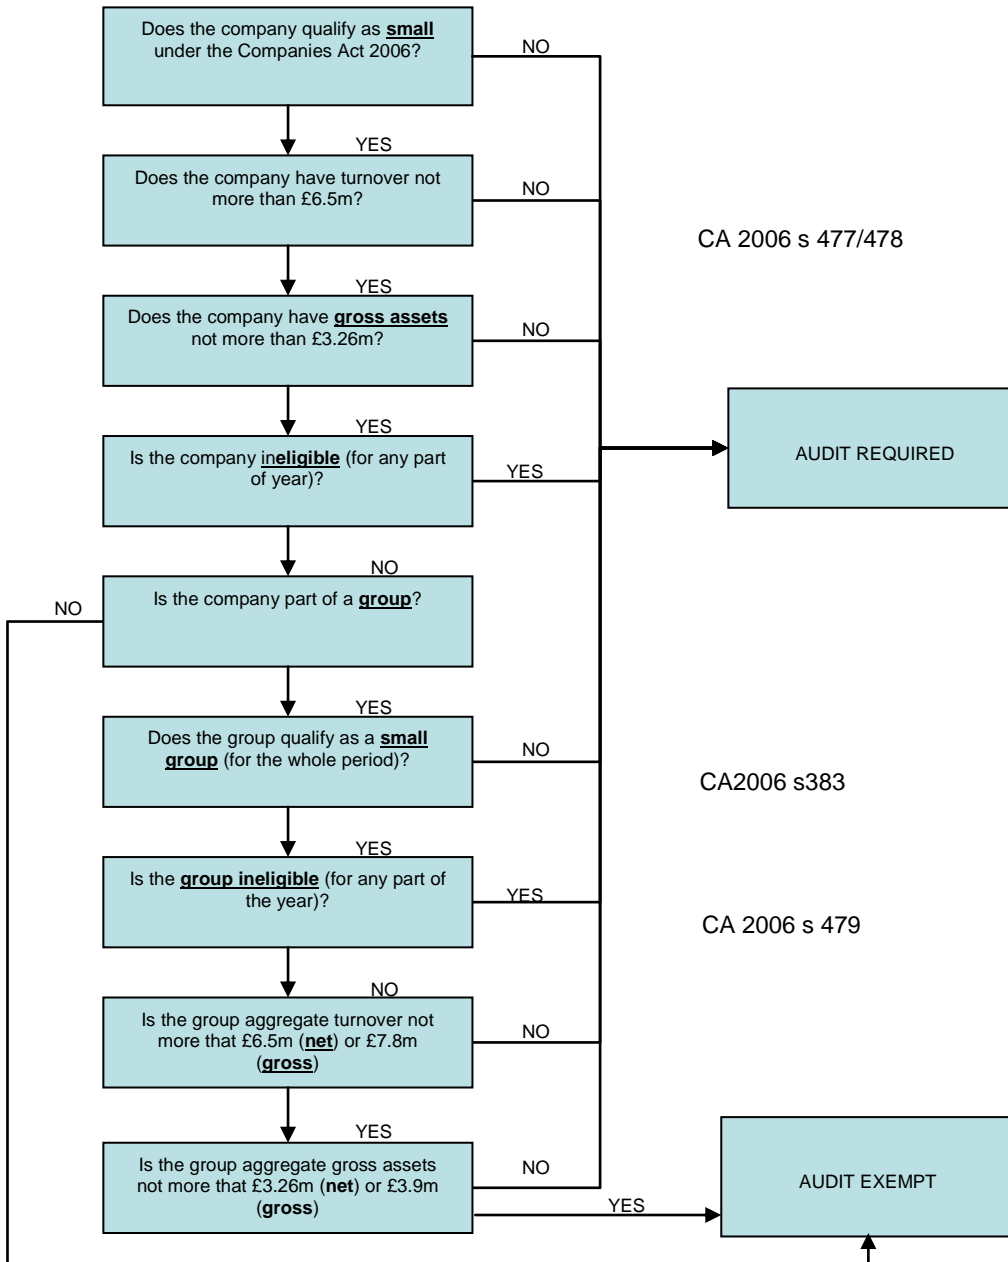 Does the company qualify as small
under the Companies Act 2006?
NO
YES
Does the company have turnover not
more than £6.5m?
NO
CA 2006 s 477/478
YES
Does the company have gross assets
not more than £3.26m?
NO
YES
Is the company ineligible (for any part
of year)?
YES
AUDIT REQUIRED
NO
Is the company part of a group?
NO
YES
Does the group qualify as a small
group (for the whole period)?
NO
CA2006 s383
YES
Is the group ineligible (for any part of
the year)?
YES
CA 2006 s 479
NO
Is the group aggregate turnover not
more that £6.5m (net) or £7.8m
(gross)
NO
YES
Is the group aggregate gross assets
not more that £3.26m (net) or £3.9m
(gross)
NO
YES
AUDIT EXEMPT